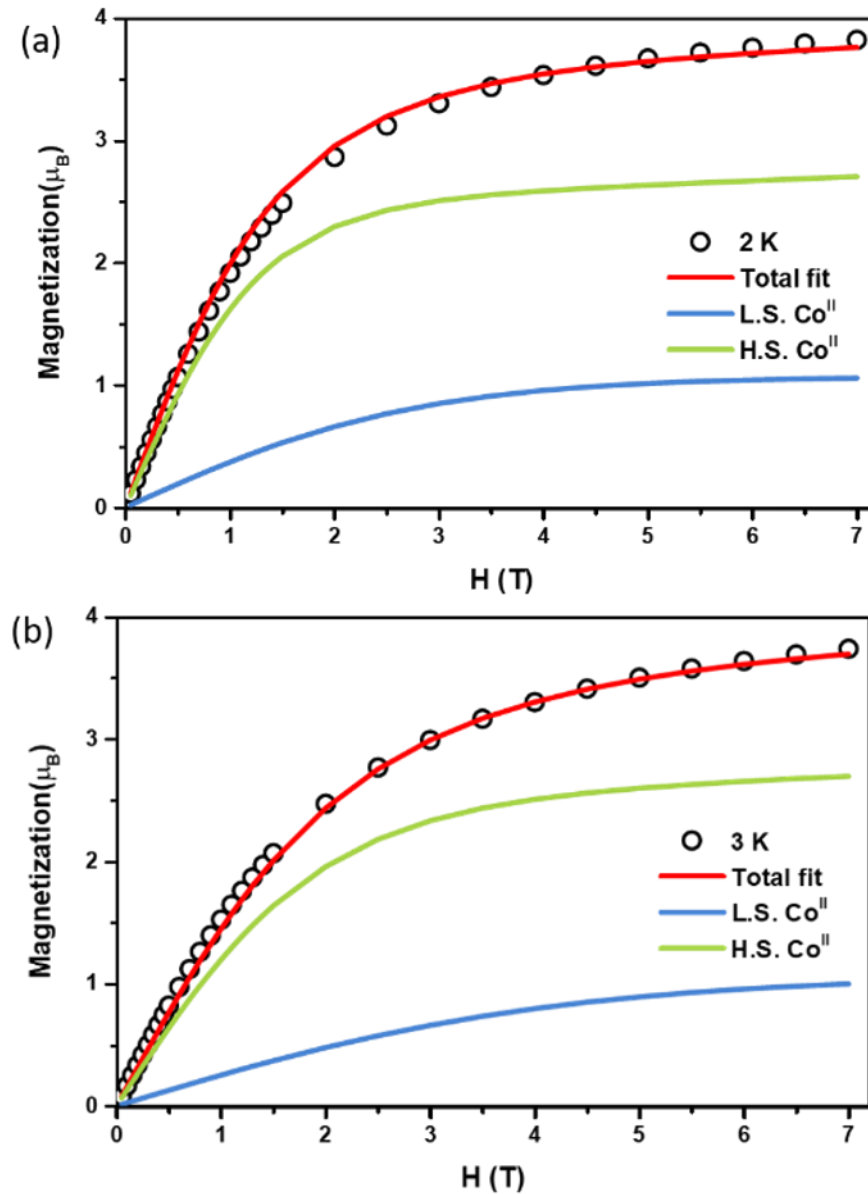 (a)
4
3
2
1
0
Magnetization(μB)
2 K
Total fit
L.S. CoII
H.S. CoII
0 1 2 3 4 5 6 7
H (T)
(b)
4
3
2
1
0
Magnetization(μB)
3 K
Total fit
L.S. CoII
H.S. CoII
0 1 2 3 4 5 6 7
H (T)